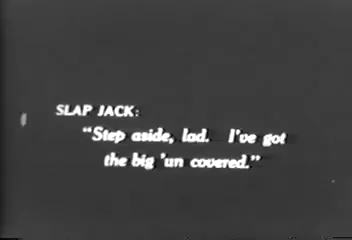 SLAP JACK:
"Step aside, lad. I've got
the big 'un covered."